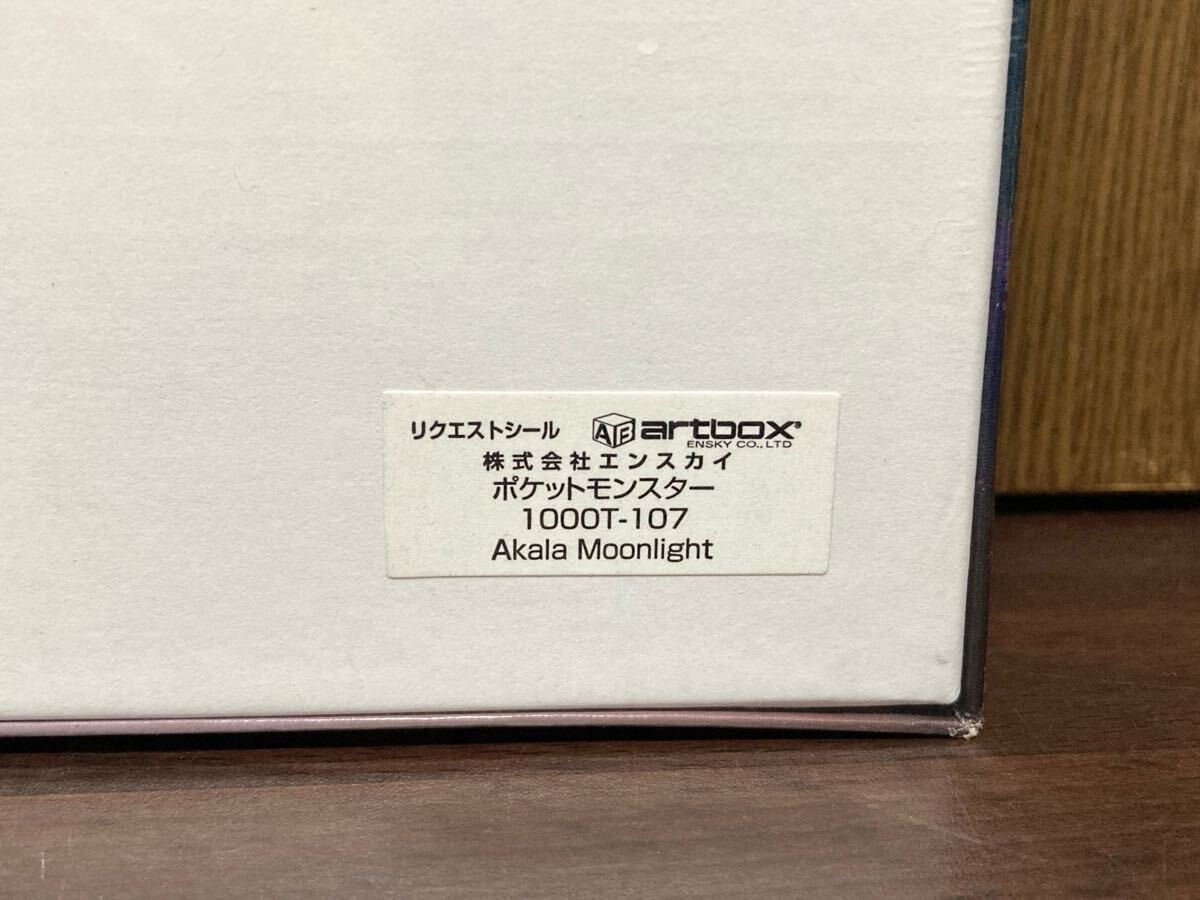 リクエストシール AB artbox®
ENSKY CO.,LTD
株式会社エンスカイ
ポケットモンスター
1000T-107
Akala Moonlight